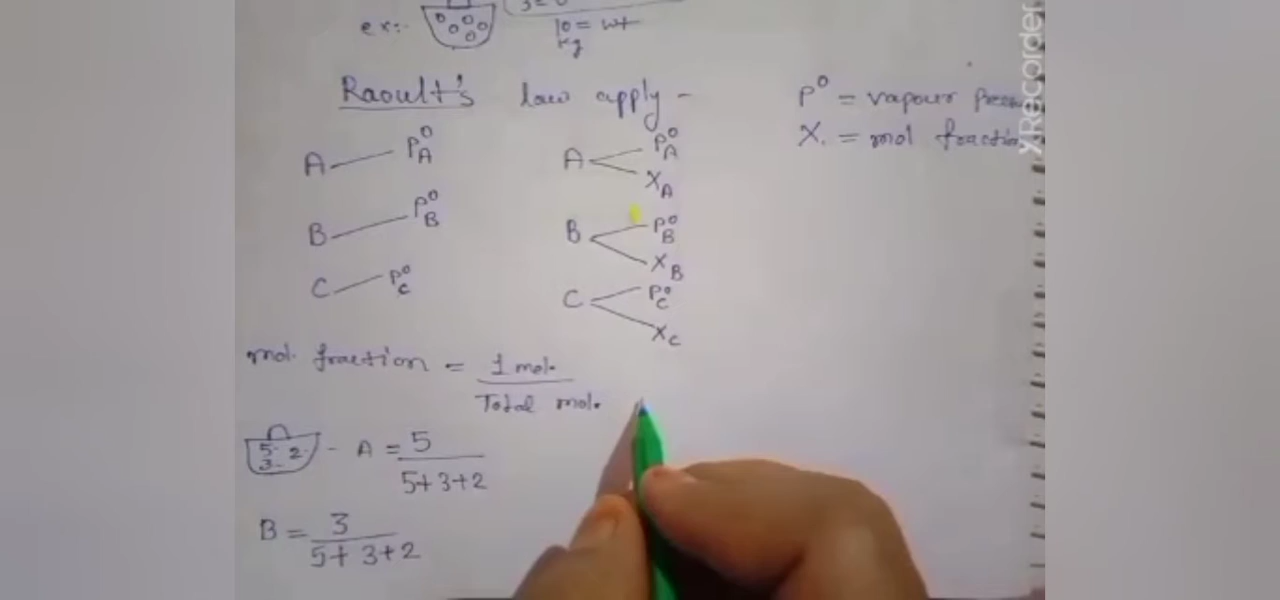 ex:-
10 = wt
kg
Raoult's law apply -
P° = vapour
X. = mol fraction
A P°A
B P°B
C P°C
A P°A
XA
B P°B
XB
C P°C
XC
mol. fraction = 1 mol.
Total mol.
5. 2.
3.. - A = 5
5+3+2
B = 3
5+ 3+2
XRecorder